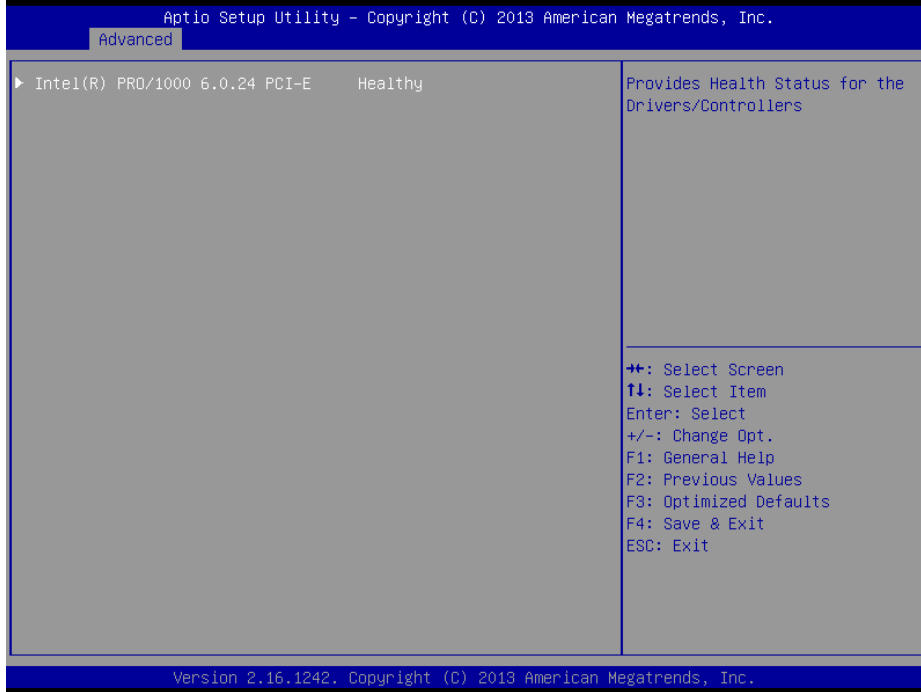 Aptio Setup Utility – Copyright (C) 2013 American Megatrends, Inc.
Advanced
▶ Intel(R) PRO/1000 6.0.24 PCI-E Healthy
Provides Health Status for the
Drivers/Controllers
→←: Select Screen
↑↓: Select Item
Enter: Select
+/-: Change Opt.
F1: General Help
F2: Previous Values
F3: Optimized Defaults
F4: Save & Exit
ESC: Exit
Version 2.16.1242. Copyright (C) 2013 American Megatrends, Inc.